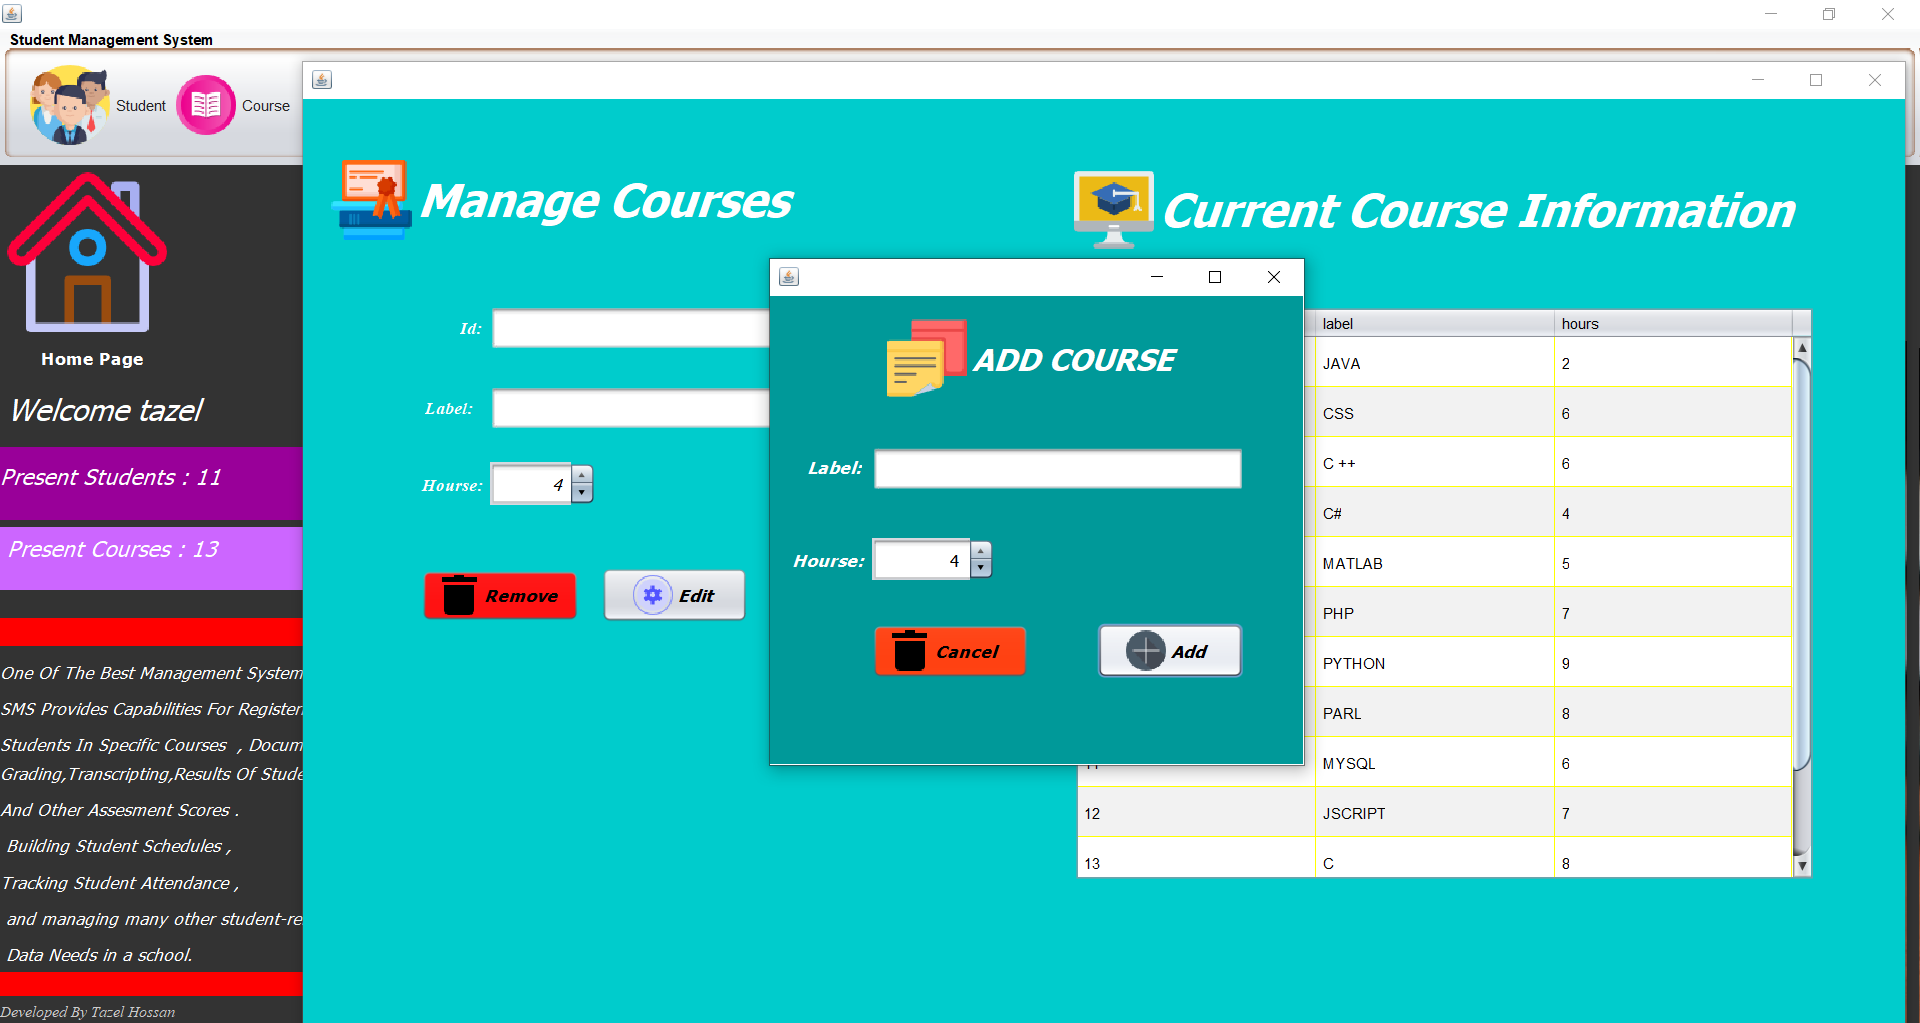 Student Management System
Student
Course
Home Page
Welcome tazel
Present Students : 11
Present Courses : 13
One Of The Best Management System
SMS Provides Capabilities For Register
Students In Specific Courses , Docum
Grading,Transcripting,Results Of Stude
And Other Assesment Scores .
Building Student Schedules ,
Tracking Student Attendance ,
and managing many other student-re
Data Needs in a school.
Developed By Tazel Hossan
Manage Courses
Id:
Label:
Hourse:
4
Remove
Edit
Current Course Information
label hours
JAVA 2
CSS 6
C ++ 6
C# 4
MATLAB 5
PHP 7
PYTHON 9
PARL 8
MYSQL 6
12 JSCRIPT 7
13 C 8
ADD COURSE
Label:
Hourse:
4
Cancel
Add